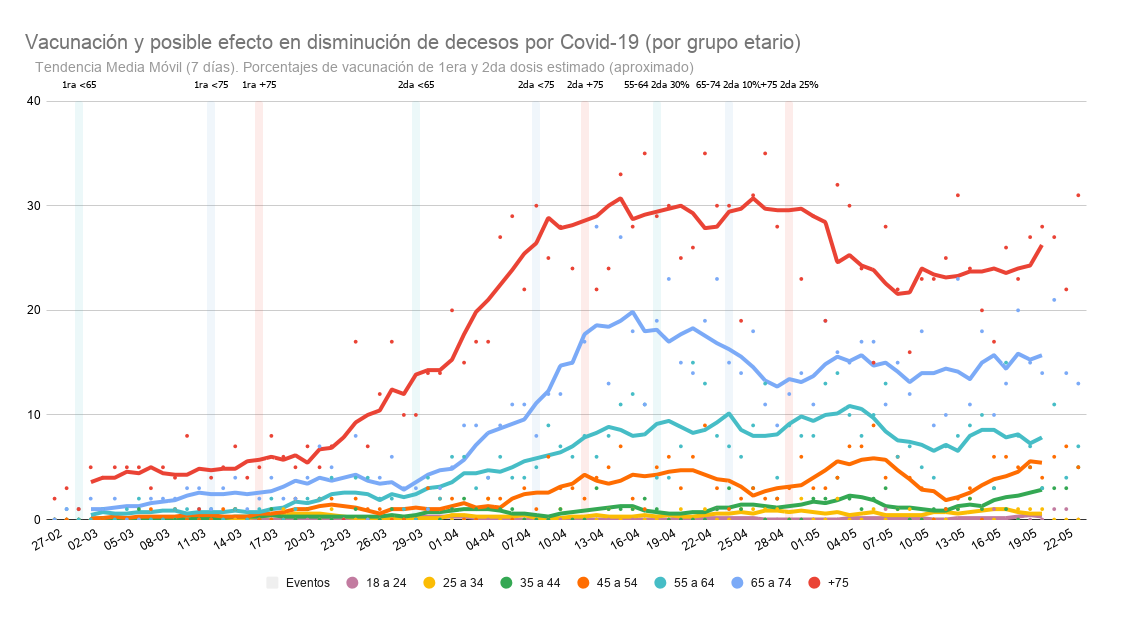 Vacunación y posible efecto en disminución de decesos por Covid-19 (por grupo etario)
Tendencia Media Móvil (7 días). Porcentajes de vacunación de 1era y 2da dosis estimado (aproximado)
1ra <65 1ra <75 1ra +75 2da <65 2da <75 2da +75 55-64 2da 30% 65-74 2da 10% +75 2da 25%
40
30
20
10
0
27-02 02-03 05-03 08-03 11-03 14-03 17-03 20-03 23-03 26-03 29-03 01-04 04-04 07-04 10-04 13-04 16-04 19-04 22-04 25-04 28-04 01-05 04-05 07-05 10-05 13-05 16-05 19-05 22-05
Eventos 18 a 24 25 a 34 35 a 44 45 a 54 55 a 64 65 a 74 +75